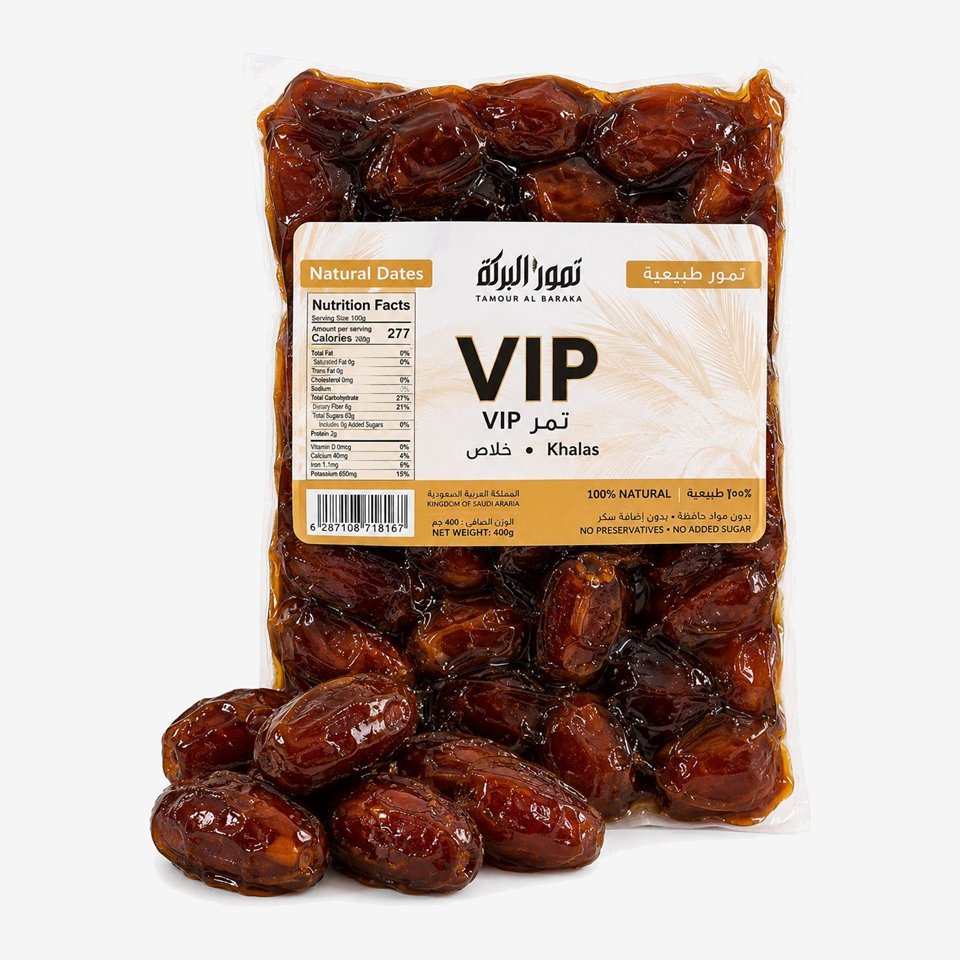 Natural Dates
تمور البركة
TAMOUR AL BARAKA
تمور طبيعية
Nutrition Facts
Serving Size 100g
Amount per serving
Calories 277
Total Fat 0%
Saturated Fat 0g 0%
Trans Fat 0g
Cholesterol 0mg 0%
Sodium 0%
Total Carbohydrate 27%
Dietary Fiber 6g 21%
Total Sugars 63g
Includes 0g Added Sugars 0%
Protein 2g
Vitamin D 0mcg 0%
Calcium 40mg 4%
Iron 1.1mg 6%
Potassium 650mg 15%
VIP
تمر VIP
خلاص • Khalas
6 287108 718167
المملكة العربية الصعودية
KINGDOM OF SAUDI ARARIA
الوزن الصافي : 400 جم
NET WEIGHT: 400g
100% NATURAL | ٪١٠٠ طبيعية
بدون مواد حافظة • بدون إضافة سكر
NO PRESERVATIVES • NO ADDED SUGAR